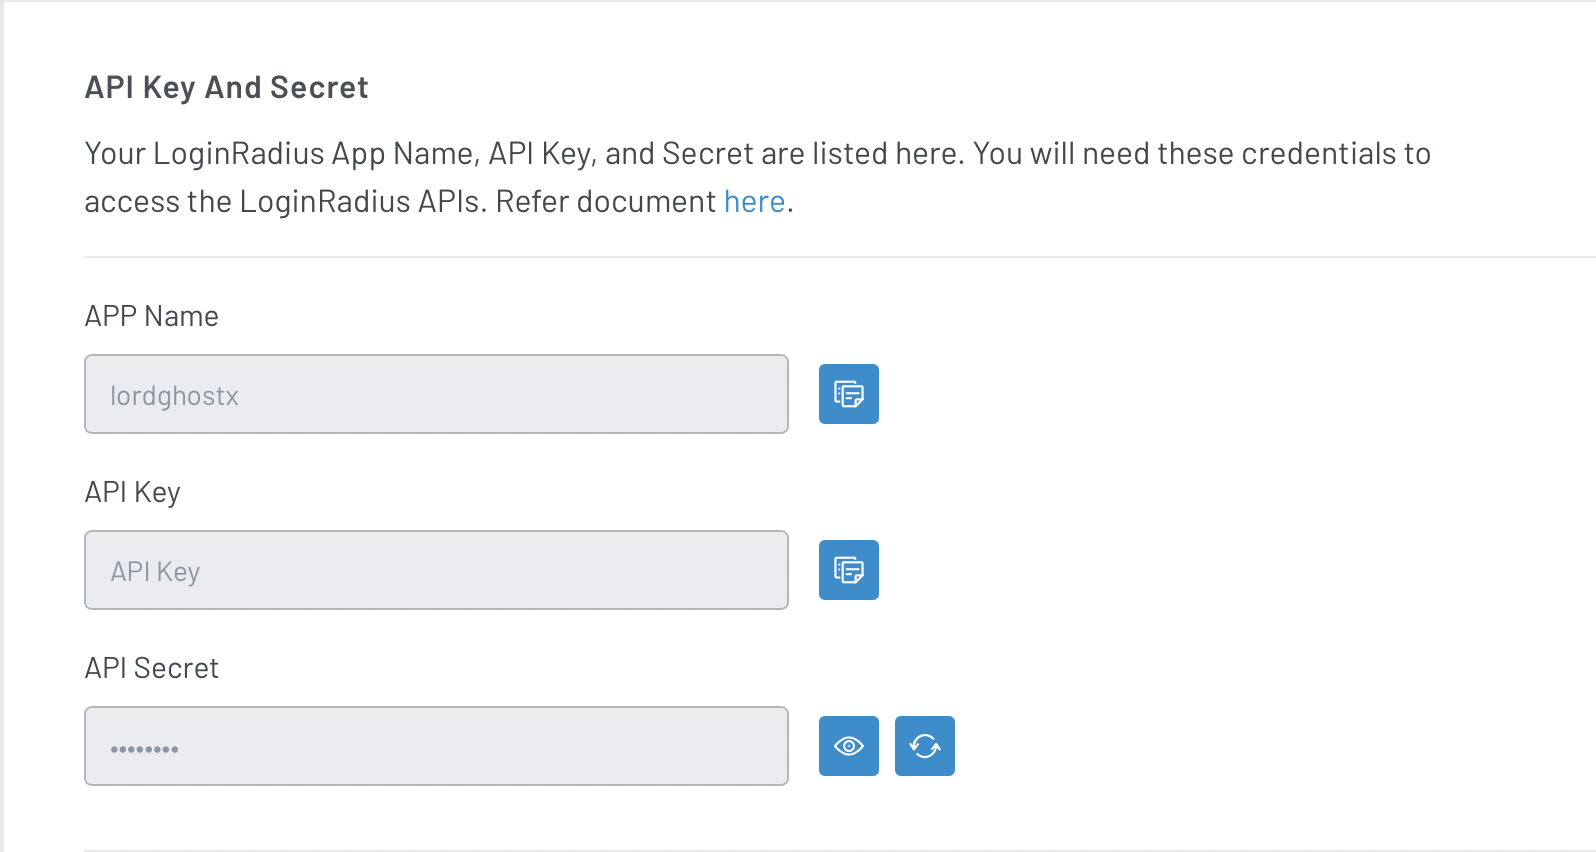 API Key And Secret
Your LoginRadius App Name, API Key, and Secret are listed here. You will need these credentials to
access the LoginRadius APIs. Refer document here.
APP Name
lordghostx
API Key
API Key
API Secret
••••••••